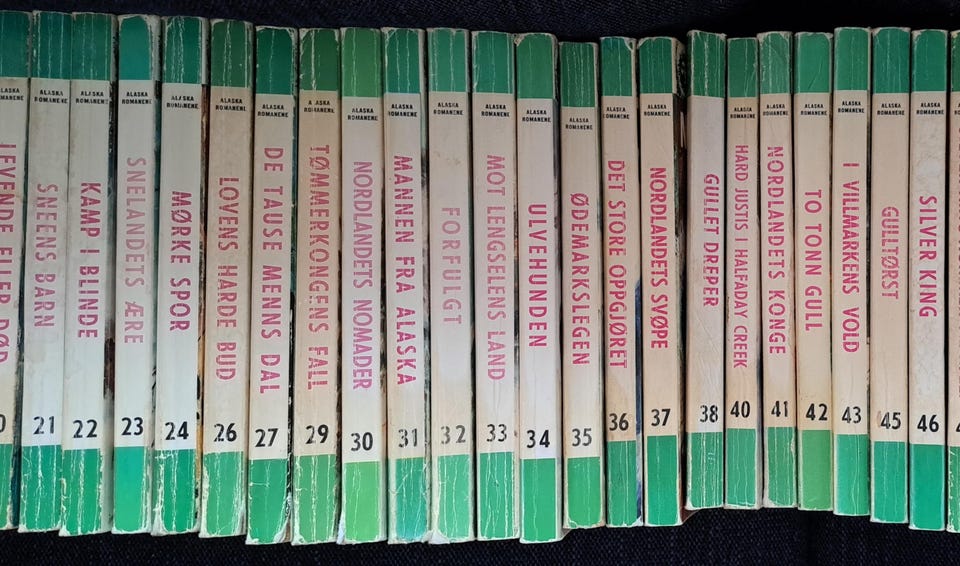 ROMANENE
LEVENDE ELLER DØD
0
ALASKA
ROMANENE
SNEENS BARN
21
ALASKA
ROMANENE
KAMP I BLINDE
22
ALASKA
ROMANENE
SNELANDETS ÆRE
23
ALASKA
ROMANENE
MØRKE SPOR
24
ALASKA
ROMANENE
LOVENS HARDE BUD
26
ALASKA
ROMANENE
DE TAUSE MENNS DAL
27
ALASKA
ROMANENE
TØMMERKONGENS FALL
29
ALASKA
ROMANENE
NORDLANDETS NOMADER
30
ALASKA
ROMANENE
MANNEN FRA ALASKA
31
ALASKA
ROMANENE
FORFULGT
32
ALASKA
ROMANENE
MOT LENGSELENS LAND
33
ALASKA
ROMANENE
ULVEHUNDEN
34
ALASKA
ROMANENE
ØDEMARKSLEGEN
35
ALASKA
ROMANENE
DET STORE OPPGJØRET
36
ALASKA
ROMANENE
NORDLANDETS SVØPE
37
ALASKA
ROMANENE
GULLET DREPER
38
ALASKA
ROMANENE
HARD JUSTIS I HALFADAY CREEK
40
ALASKA
ROMANENE
NORDLANDETS KONGE
41
ALASKA
ROMANENE
TO TONN GULL
42
ALASKA
ROMANENE
I VILLMARKENS VOLD
43
ALASKA
ROMANENE
GULLTØRST
45
ALASKA
ROMANENE
SILVER KING
46